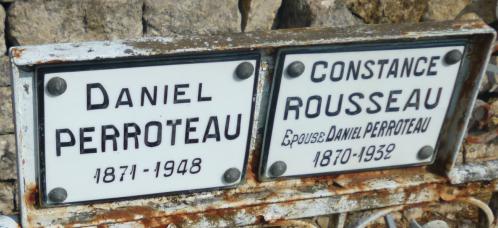 DANIEL
PERROTEAU
1871-1948
CONSTANCE
ROUSSEAU
EPOUSE DANIEL PERROTEAU
1870-1932